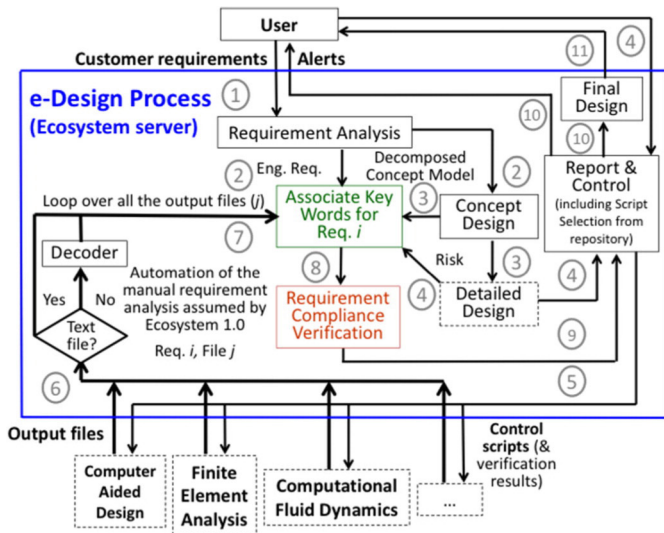 User
4
11
Customer requirements
Alerts
e-Design Process
(Ecosystem server)
1
Final
Design
10
10
Requirement Analysis
2
Eng. Req.
Decomposed
Concept Model
2
Report &
Control
(including Script
Selection from
repository)
Loop over all the output files (j)
Associate Key
Words for
Req. i
3
Concept
Design
7
Decoder
Yes
No
Automation of the
manual requirement
analysis assumed by
Ecosystem 1.0
Req. i, File j
8
Risk
3
4
4
Requirement
Compliance
Verification
Detailed
Design
Text
file?
9
6
5
Output files
Control
scripts (&
verification
results)
Computer
Aided
Design
Finite
Element
Analysis
Computational
Fluid Dynamics
...